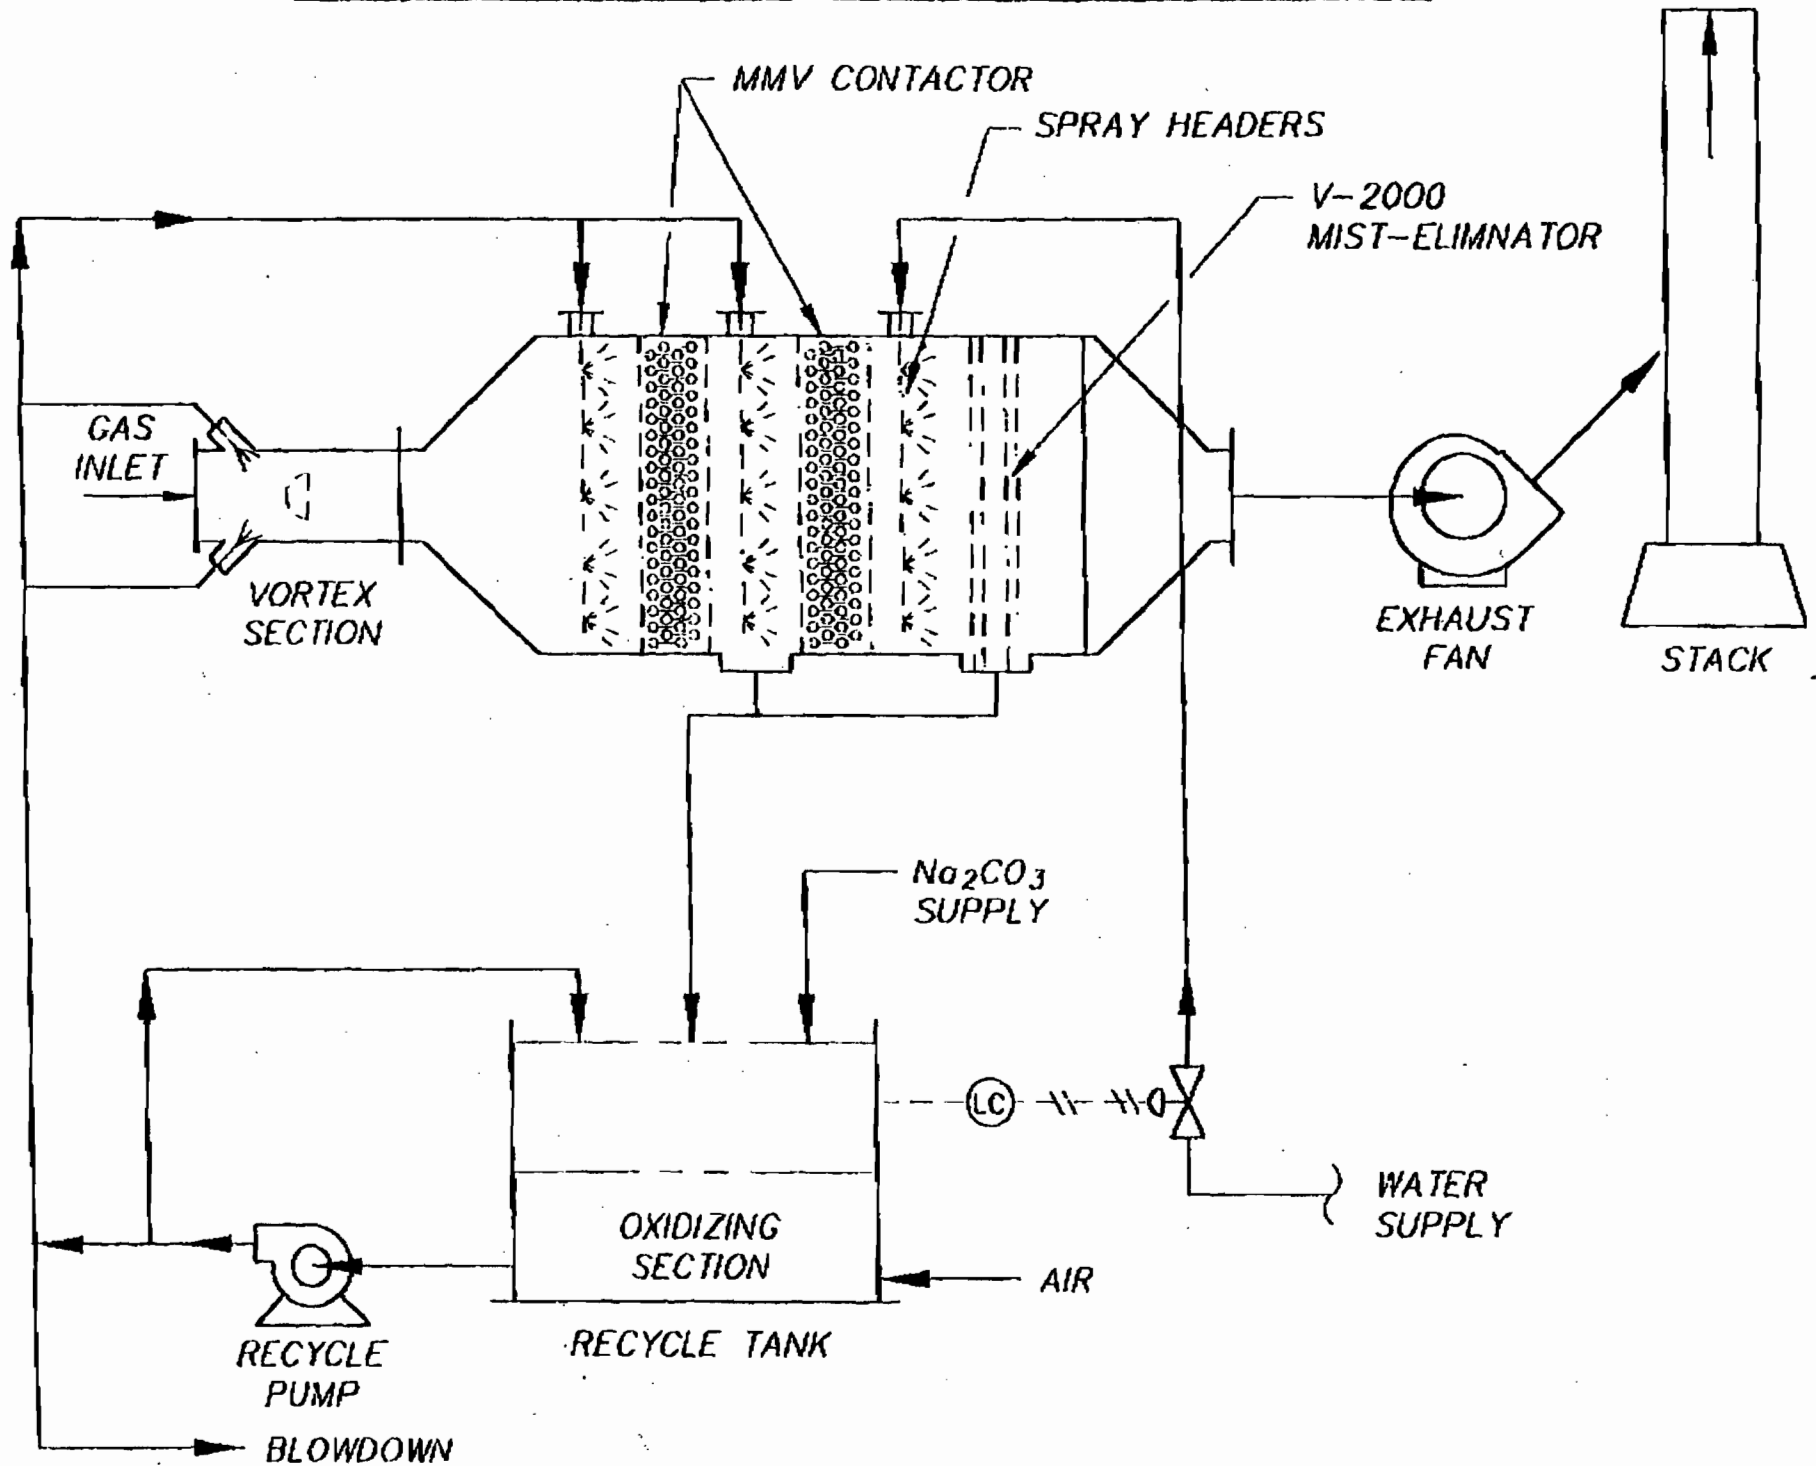 MMV CONTACTOR
SPRAY HEADERS
V-2000
MIST-ELIMNATOR
GAS
INLET
VORTEX
SECTION
EXHAUST
FAN
STACK
Na₂CO₃
SUPPLY
LC
WATER
SUPPLY
OXIDIZING
SECTION
AIR
RECYCLE TANK
RECYCLE
PUMP
BLOWDOWN